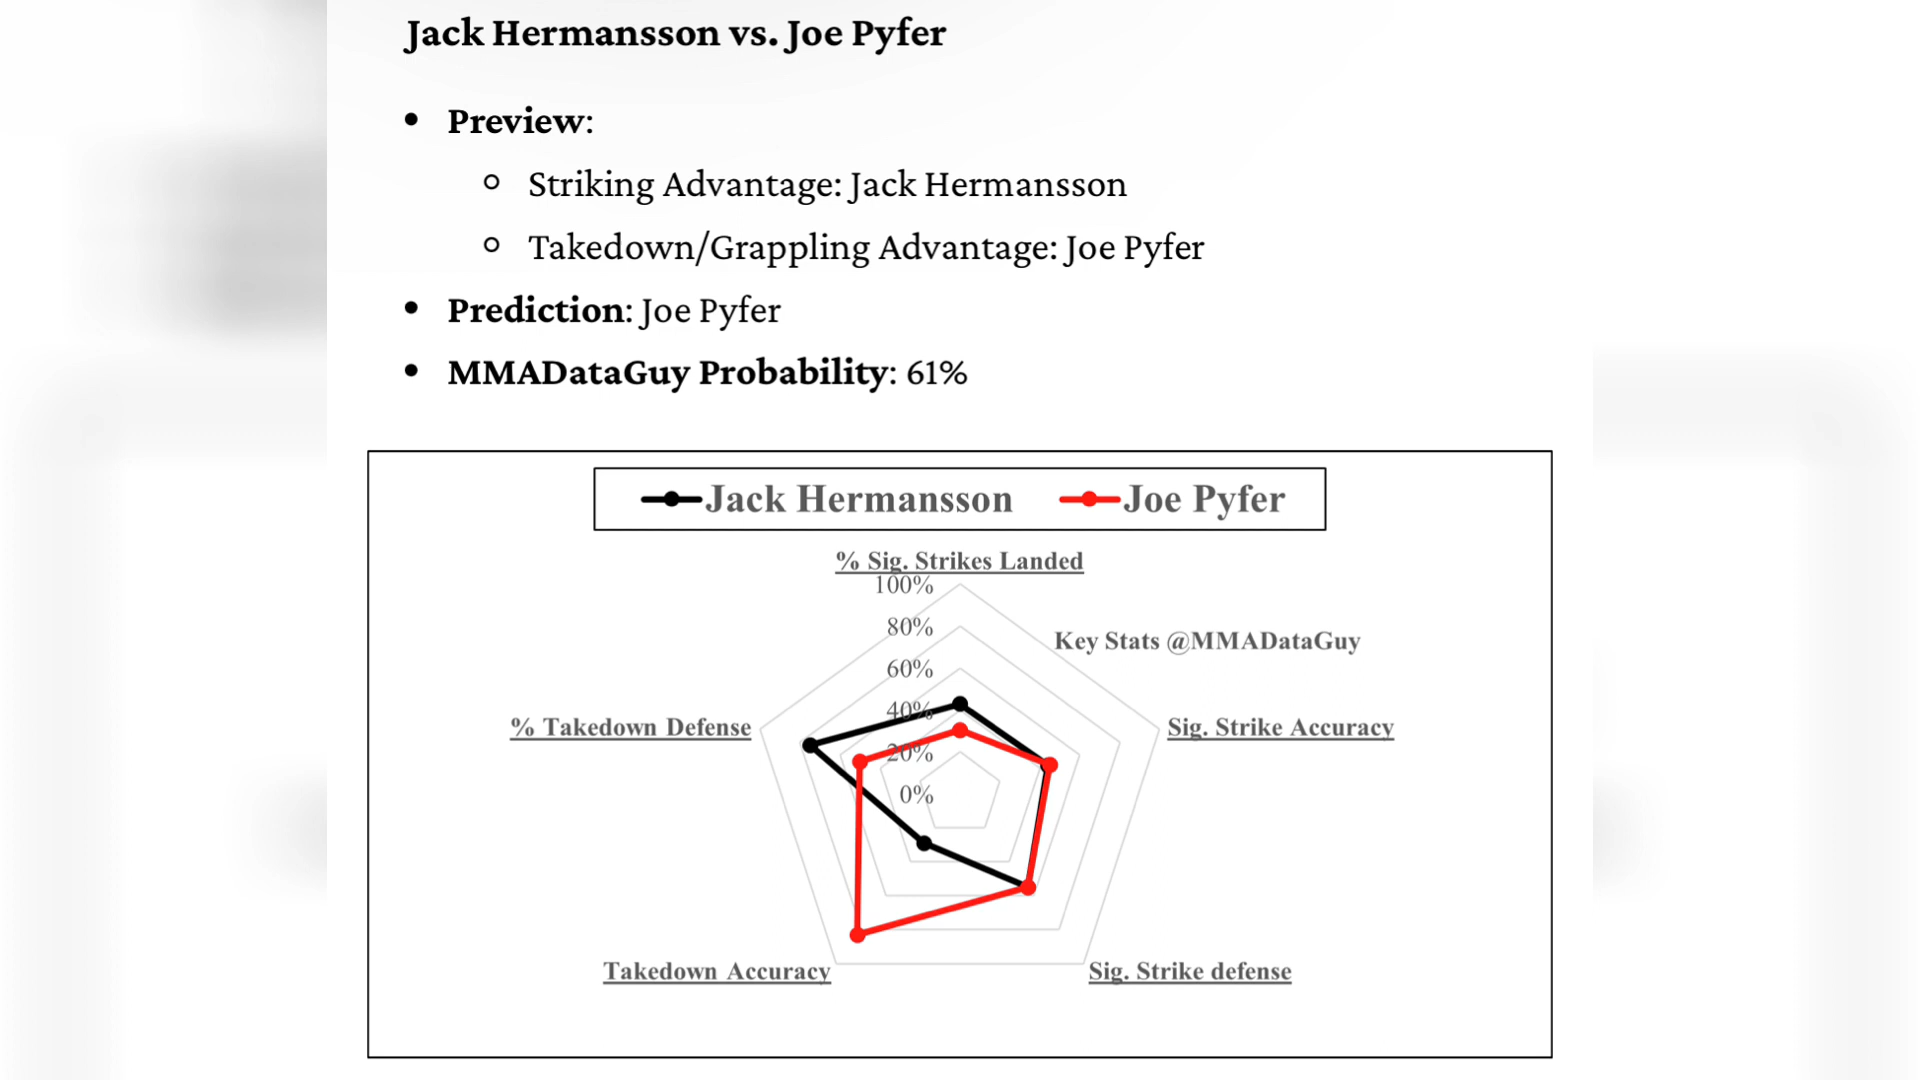 Jack Hermansson vs. Joe Pyfer
• Preview:
○ Striking Advantage: Jack Hermansson
○ Takedown/Grappling Advantage: Joe Pyfer
• Prediction: Joe Pyfer
• MMADataGuy Probability: 61%
Jack Hermansson Joe Pyfer
% Sig. Strikes Landed
100%
80%
Key Stats @MMADataGuy
60%
40%
% Takedown Defense
Sig. Strike Accuracy
20%
0%
Takedown Accuracy
Sig. Strike defense